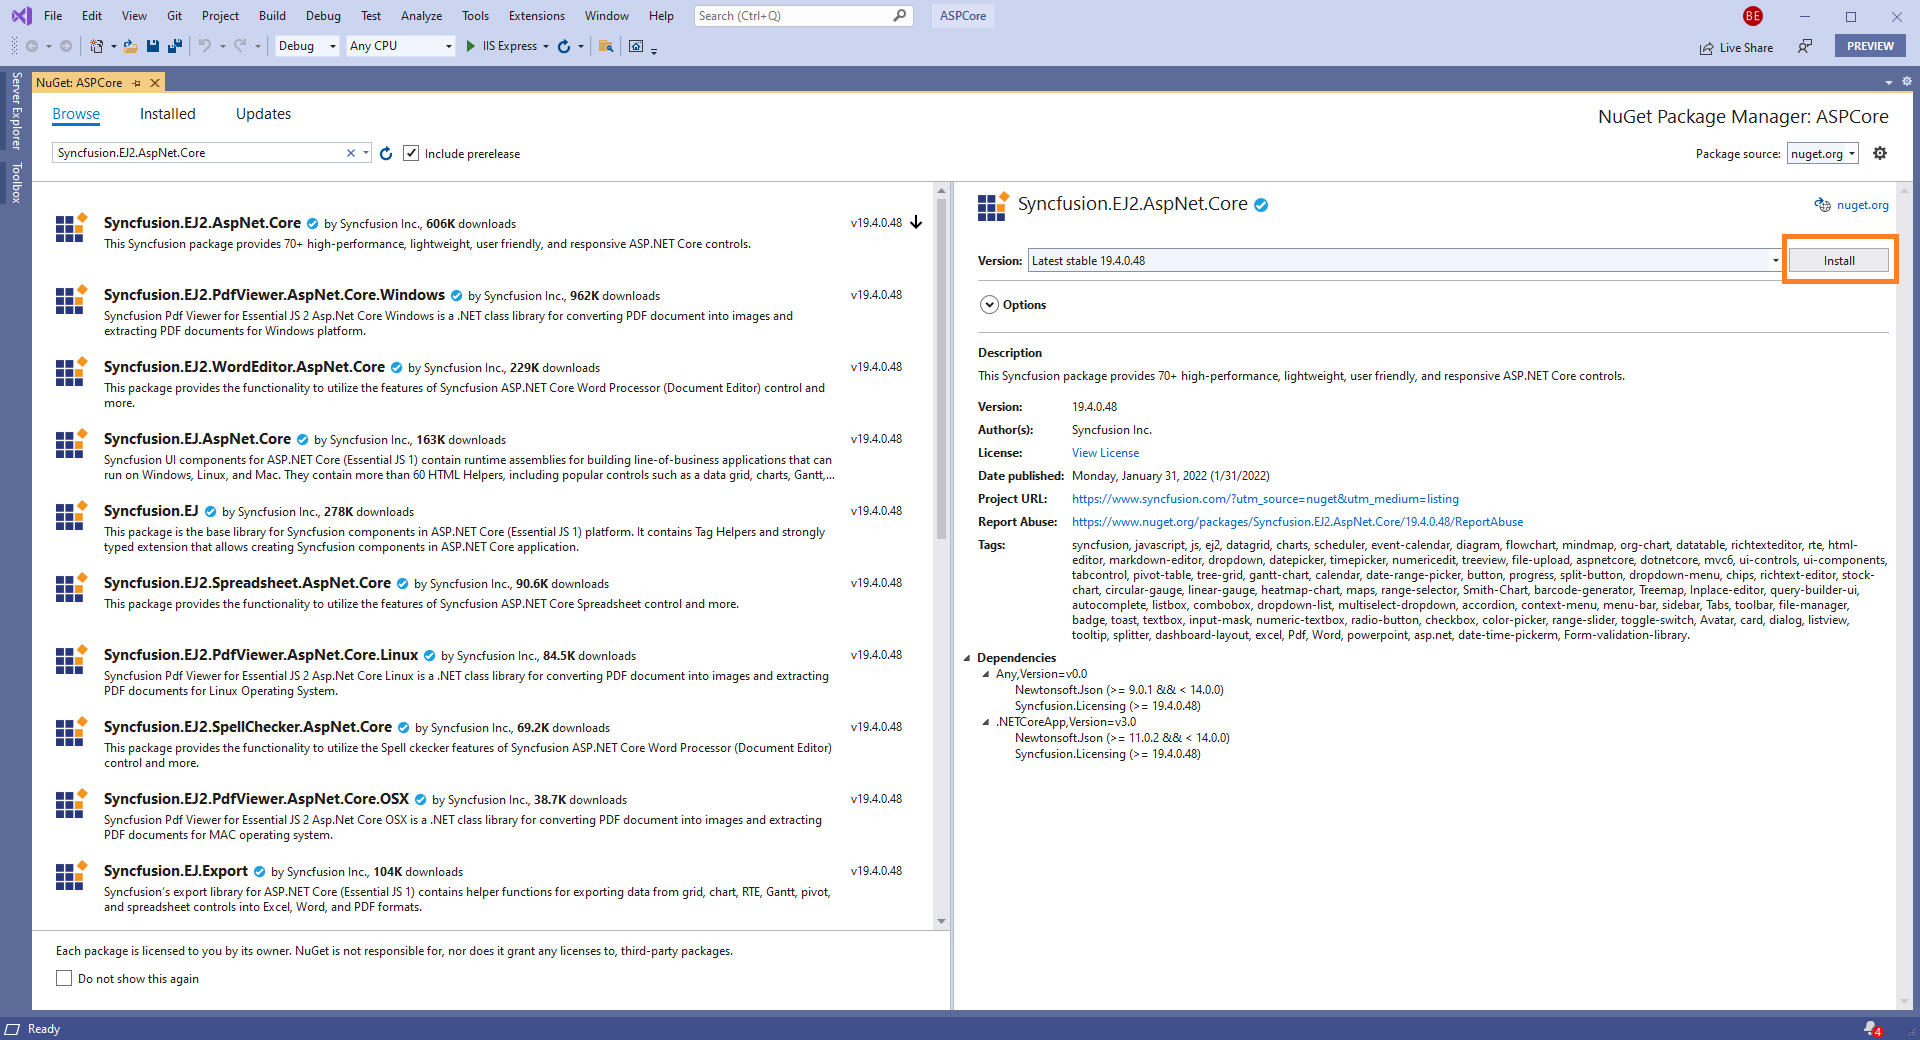 File Edit View Git Project Build Debug Test Analyze Tools Extensions Window Help Search (Ctrl+Q) ASPCore BE
Debug Any CPU IIS Express Live Share PREVIEW
Server Explorer
Toolbox
NuGet: ASPCore
Browse Installed Updates
NuGet Package Manager: ASPCore
Syncfusion.EJ2.AspNet.Core Include prerelease
Package source: nuget.org
Syncfusion.EJ2.AspNet.Core by Syncfusion Inc., 606K downloads v19.4.0.48
This Syncfusion package provides 70+ high-performance, lightweight, user friendly, and responsive ASP.NET Core controls.
Syncfusion.EJ2.PdfViewer.AspNet.Core.Windows by Syncfusion Inc., 962K downloads v19.4.0.48
Syncfusion Pdf Viewer for Essential JS 2 Asp.Net Core Windows is a .NET class library for converting PDF document into images and
extracting PDF documents for Windows platform.
Syncfusion.EJ2.WordEditor.AspNet.Core by Syncfusion Inc., 229K downloads v19.4.0.48
This package provides the functionality to utilize the features of Syncfusion ASP.NET Core Word Processor (Document Editor) control and
more.
Syncfusion.EJ.AspNet.Core by Syncfusion Inc., 163K downloads v19.4.0.48
Syncfusion UI components for ASP.NET Core (Essential JS 1) contain runtime assemblies for building line-of-business applications that can
run on Windows, Linux, and Mac. They contain more than 60 HTML Helpers, including popular controls such as a data grid, charts, Gantt,...
Syncfusion.EJ by Syncfusion Inc., 278K downloads v19.4.0.48
This package is the base library for Syncfusion components in ASP.NET Core (Essential JS 1) platform. It contains Tag Helpers and strongly
typed extension that allows creating Syncfusion components in ASP.NET Core application.
Syncfusion.EJ2.Spreadsheet.AspNet.Core by Syncfusion Inc., 90.6K downloads v19.4.0.48
This package provides the functionality to utilize the features of Syncfusion ASP.NET Core Spreadsheet control and more.
Syncfusion.EJ2.PdfViewer.AspNet.Core.Linux by Syncfusion Inc., 84.5K downloads v19.4.0.48
Syncfusion Pdf Viewer for Essential JS 2 Asp.Net Core Linux is a .NET class library for converting PDF document into images and extracting
PDF documents for Linux Operating System.
Syncfusion.EJ2.SpellChecker.AspNet.Core by Syncfusion Inc., 69.2K downloads v19.4.0.48
This package provides the functionality to utilize the Spell ckecker features of Syncfusion ASP.NET Core Word Processor (Document Editor)
control and more.
Syncfusion.EJ2.PdfViewer.AspNet.Core.OSX by Syncfusion Inc., 38.7K downloads v19.4.0.48
Syncfusion Pdf Viewer for Essential JS 2 Asp.Net Core OSX is a .NET class library for converting PDF document into images and extracting
PDF documents for MAC operating system.
Syncfusion.EJ.Export by Syncfusion Inc., 104K downloads v19.4.0.48
Syncfusion's export library for ASP.NET Core (Essential JS 1) contains helper functions for exporting data from grid, chart, RTE, Gantt, pivot,
and spreadsheet controls into Excel, Word, and PDF formats.
Each package is licensed to you by its owner. NuGet is not responsible for, nor does it grant any licenses to, third-party packages.
Do not show this again
Syncfusion.EJ2.AspNet.Core nuget.org
Version: Latest stable 19.4.0.48 Install
Options
Description
This Syncfusion package provides 70+ high-performance, lightweight, user friendly, and responsive ASP.NET Core controls.
Version: 19.4.0.48
Author(s): Syncfusion Inc.
License: View License
Date published: Monday, January 31, 2022 (1/31/2022)
Project URL: https://www.syncfusion.com/?utm_source=nuget&utm_medium=listing
Report Abuse: https://www.nuget.org/packages/Syncfusion.EJ2.AspNet.Core/19.4.0.48/ReportAbuse
Tags: syncfusion, javascript, js, ej2, datagrid, charts, scheduler, event-calendar, diagram, flowchart, mindmap, org-chart, datatable, richtexteditor, rte, html-
editor, markdown-editor, dropdown, datepicker, timepicker, numericedit, treeview, file-upload, aspnetcore, dotnetcore, mvc6, ui-controls, ui-components,
tabcontrol, pivot-table, tree-grid, gantt-chart, calendar, date-range-picker, button, progress, split-button, dropdown-menu, chips, richtext-editor, stock-
chart, circular-gauge, linear-gauge, heatmap-chart, maps, range-selector, Smith-Chart, barcode-generator, Treemap, Inplace-editor, query-builder-ui,
autocomplete, listbox, combobox, dropdown-list, multiselect-dropdown, accordion, context-menu, menu-bar, sidebar, Tabs, toolbar, file-manager,
badge, toast, textbox, input-mask, numeric-textbox, radio-button, checkbox, color-picker, range-slider, toggle-switch, Avatar, card, dialog, listview,
tooltip, splitter, dashboard-layout, excel, Pdf, Word, powerpoint, asp.net, date-time-pickerm, Form-validation-library.
Dependencies
Any,Version=v0.0
Newtonsoft.Json (>= 9.0.1 && < 14.0.0)
Syncfusion.Licensing (>= 19.4.0.48)
.NETCoreApp,Version=v3.0
Newtonsoft.Json (>= 11.0.2 && < 14.0.0)
Syncfusion.Licensing (>= 19.4.0.48)
Ready 4